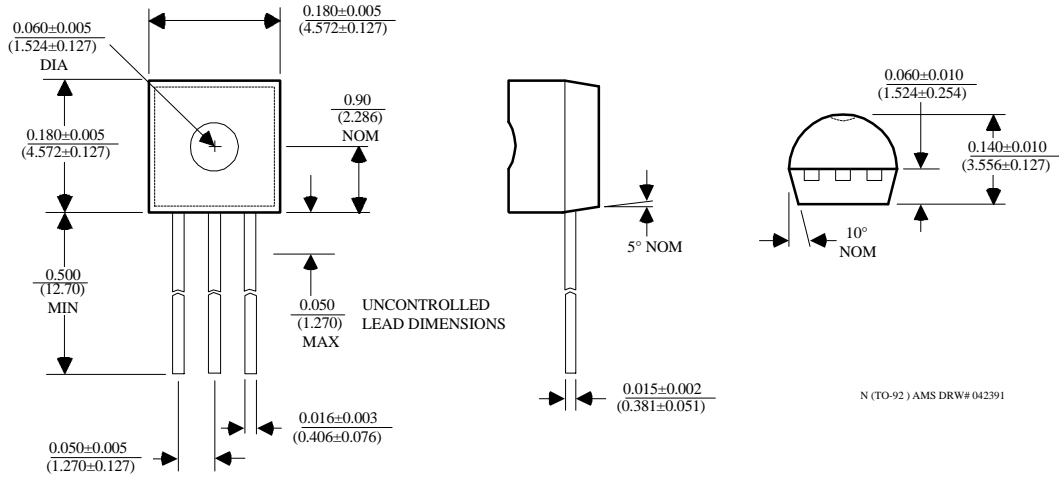 0.060±0.005
(1.524±0.127)
DIA
0.180±0.005
(4.572±0.127)
0.180±0.005
(4.572±0.127)
0.90
(2.286)
NOM
0.500
(12.70)
MIN
0.050
(1.270)
MAX
UNCONTROLLED
LEAD DIMENSIONS
0.016±0.003
(0.406±0.076)
0.050±0.005
(1.270±0.127)
5° NOM
0.015±0.002
(0.381±0.051)
0.060±0.010
(1.524±0.254)
0.140±0.010
(3.556±0.127)
10°
NOM
N (TO-92 ) AMS DRW# 042391